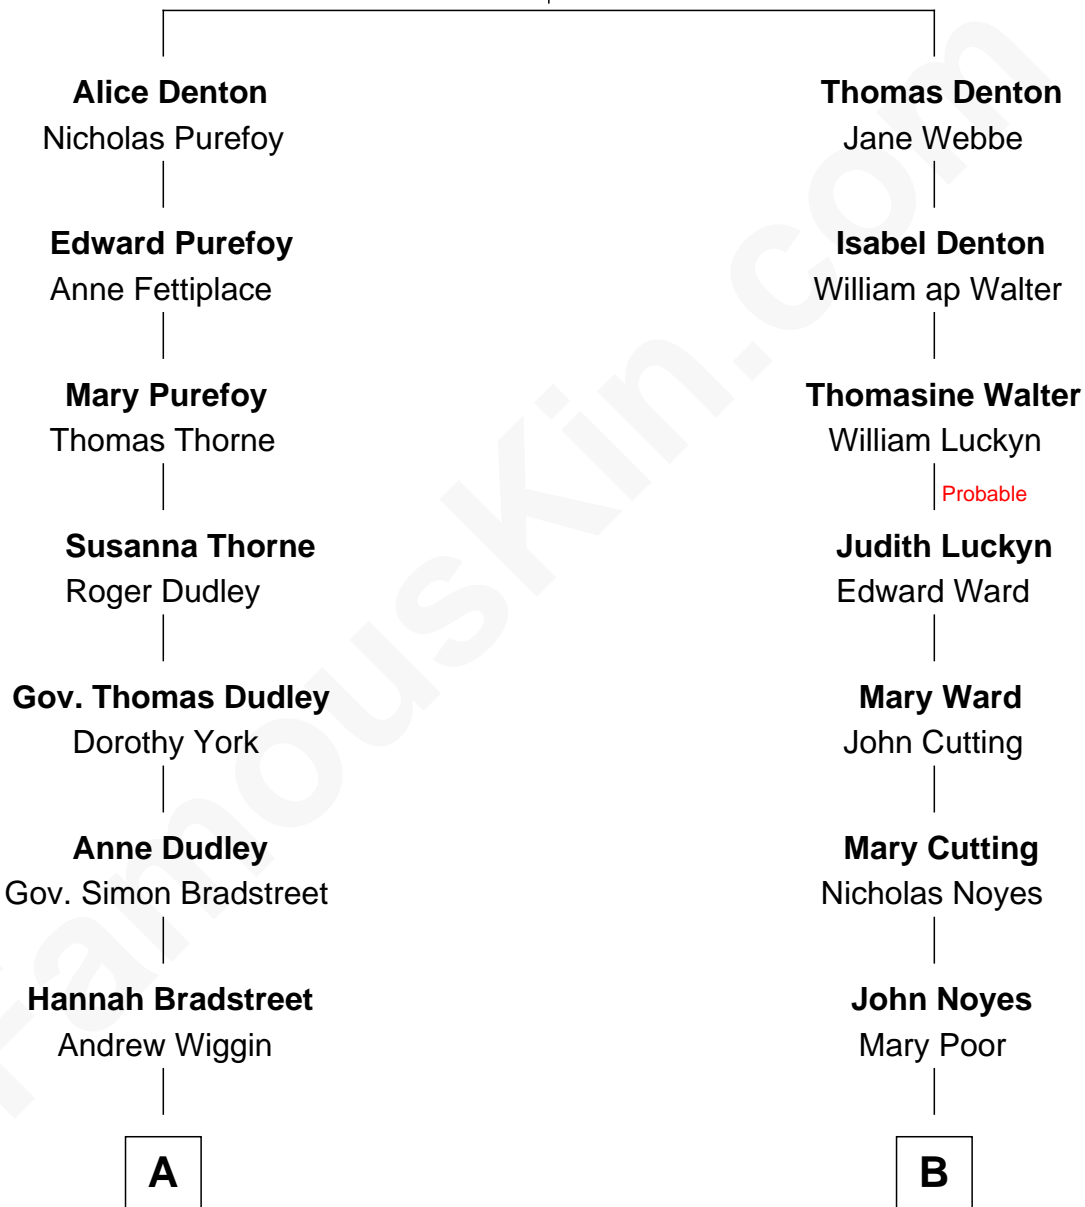 Alice Denton
Nicholas Purefoy
Edward Purefoy
Anne Fettiplace
Mary Purefoy
Thomas Thorne
Susanna Thorne
Roger Dudley
Gov. Thomas Dudley
Dorothy York
Anne Dudley
Gov. Simon Bradstreet
Hannah Bradstreet
Andrew Wiggin
A
Thomas Denton
Jane Webbe
Isabel Denton
William ap Walter
Thomasine Walter
William Luckyn
Probable
Judith Luckyn
Edward Ward
Mary Ward
John Cutting
Mary Cutting
Nicholas Noyes
John Noyes
Mary Poor
B
FamousKin.com